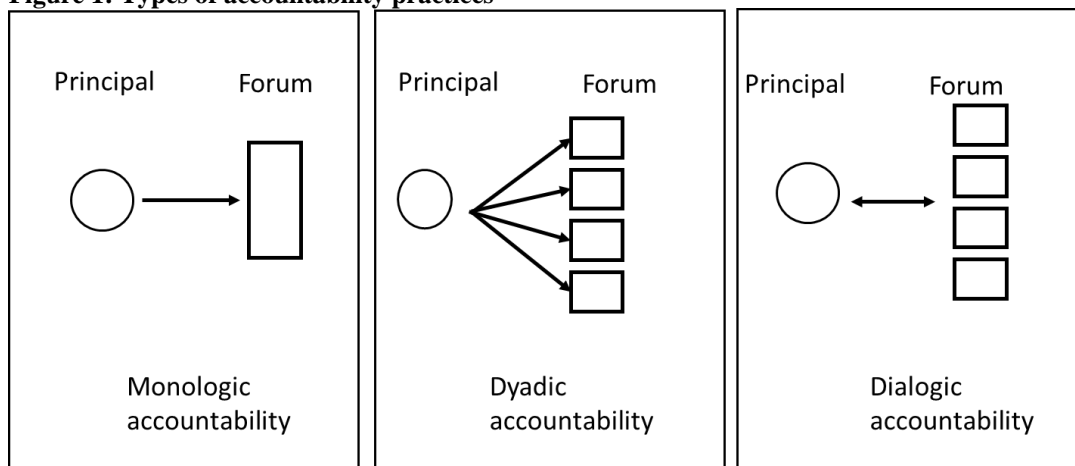 Figure 1: Types of accountability practices
Principal Forum
Monologic
accountability
Principal Forum
Dyadic
accountability
Principal Forum
Dialogic
accountability